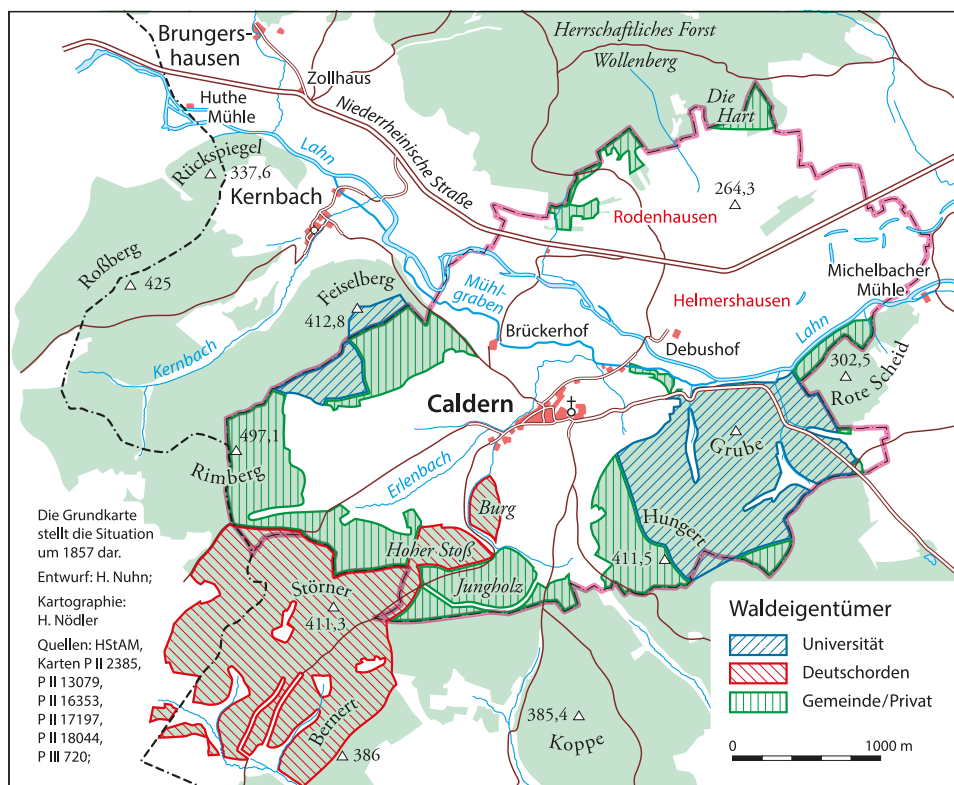 Brungers-
hausen
Herrschaftliches Forst
Wollenberg
Zollhaus
Huthe
Mühle
Niederrheinische Straße
Die
Hart
Lahn
Rückspiegel
337,6
Kernbach
264,3
Rodenhausen
Roßberg
425
Feiselberg
412,8
Mühl-
graben
Helmershausen
Michelbacher
Mühle
Kernbach
Brückerhof
Debushof
Lahn
302,5
Rote Scheid
Caldern
497,1
Rimberg
Grube
Erlenbach
Burg
Hungert
411,5
Hoher Stoß
Jungholz
Störner
411,3
Bernert
386
385,4
Koppe
Die Grundkarte
stellt die Situation
um 1857 dar.
Entwurf: H. Nuhn;
Kartographie:
H. Nödler
Quellen: HStAM,
Karten P II 2385,
P II 13079,
P II 16353,
P II 17197,
P II 18044,
P III 720;
Waldeigentümer
Universität
Deutschorden
Gemeinde/Privat
0 1000 m